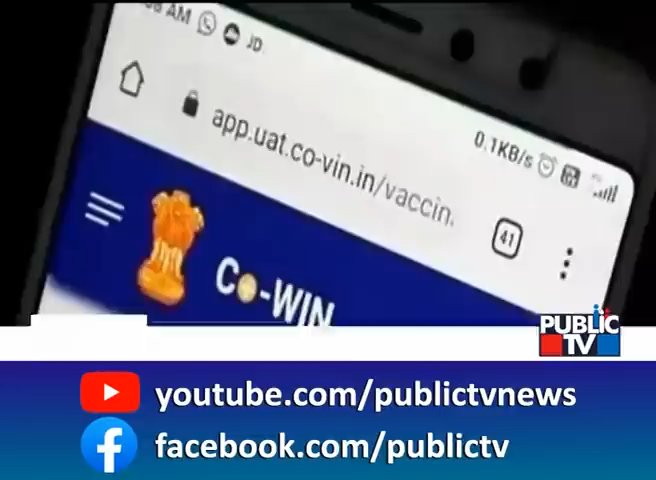 AM
JD
0.1KB/s
app.uat.co-vin.in/vaccin.
41
Co-WIN
PUBLIC
TV
youtube.com/publictvnews
facebook.com/publictv